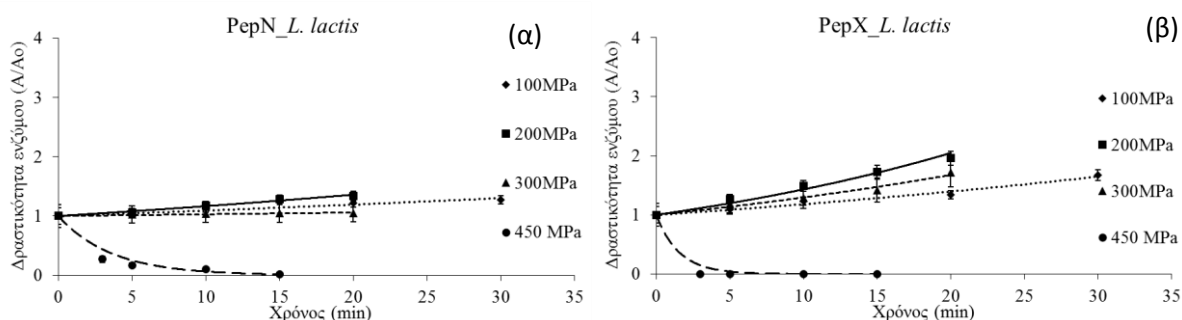 PepN_L. lactis
(α)
Δραστικότητα ενζύμου (A/Ao)
4
3
2
1
0
0 5 10 15 20 25 30 35
Χρόνος (min)
100MPa
200MPa
300MPa
450 MPa
PepX_L. lactis
(β)
Δραστικότητα ενζύμου (A/Ao)
4
3
2
1
0
0 5 10 15 20 25 30 35
Χρόνος (min)
100MPa
200MPa
300MPa
450 MPa